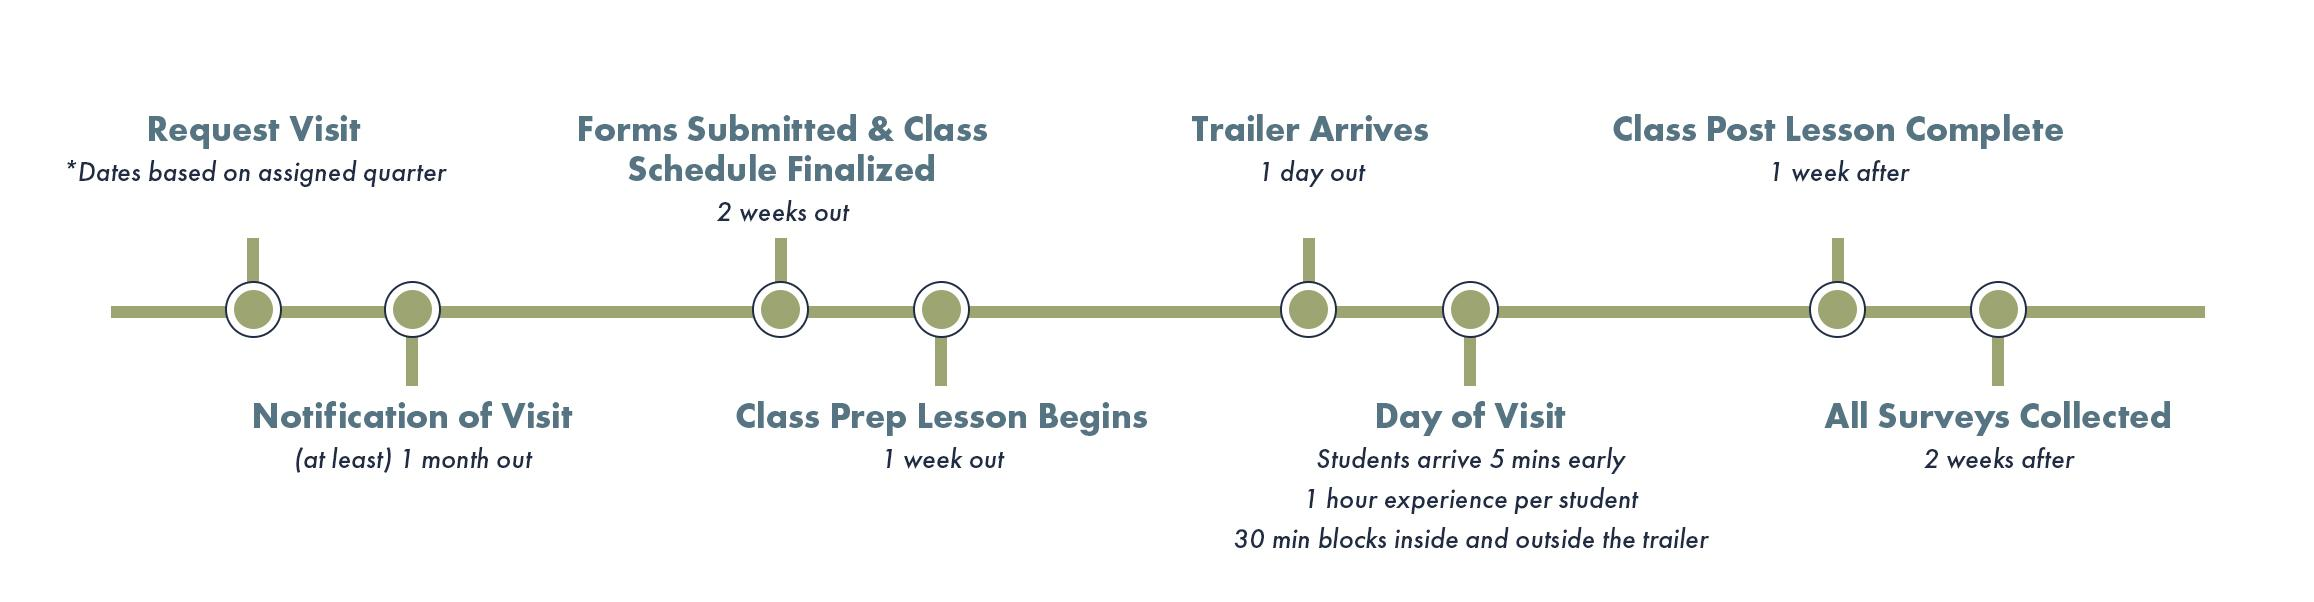 Request Visit
*Dates based on assigned quarter
Notification of Visit
(at least) 1 month out
Forms Submitted & Class
Schedule Finalized
2 weeks out
Class Prep Lesson Begins
1 week out
Trailer Arrives
1 day out
Day of Visit
Students arrive 5 mins early
1 hour experience per student
30 min blocks inside and outside the trailer
Class Post Lesson Complete
1 week after
All Surveys Collected
2 weeks after